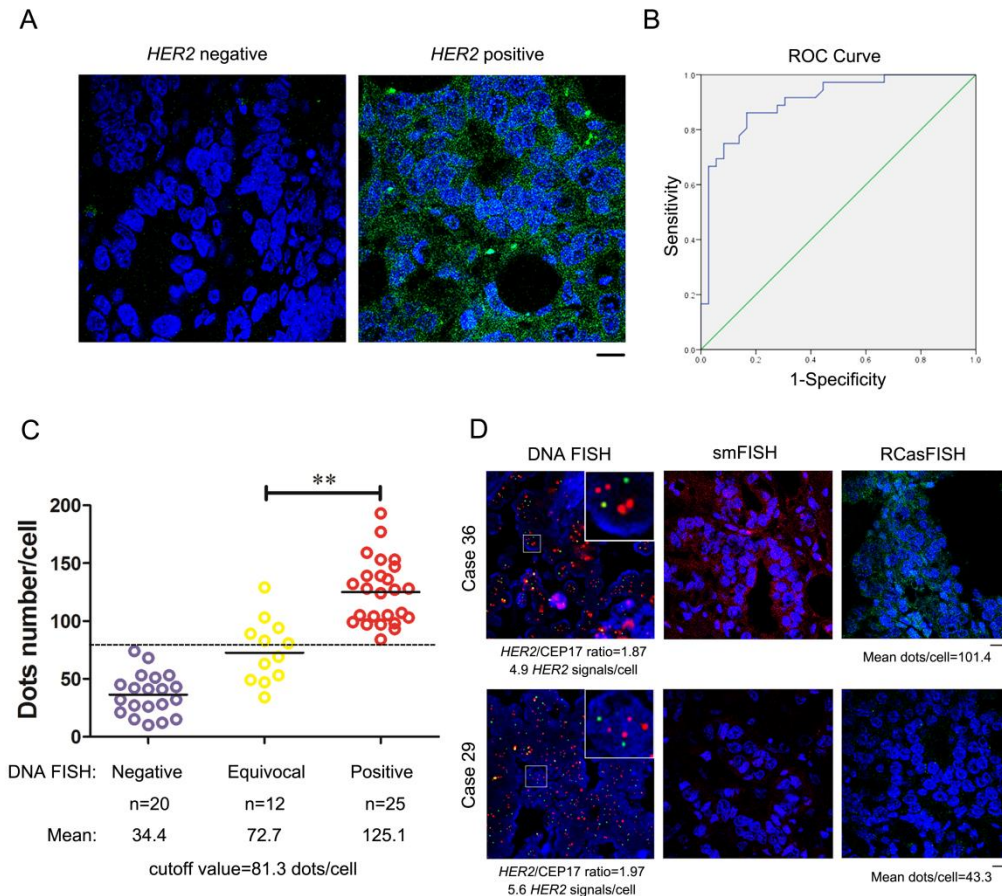 A
HER2 negative
HER2 positive
B
ROC Curve
1.0
0.8
0.6
0.4
0.2
0.0
Sensitivity
0.0 0.2 0.4 0.6 0.8 1.0
1-Specificity
C
**
200
150
100
50
0
Dots number/cell
DNA FISH: Negative Equivocal Positive
n=20 n=12 n=25
Mean: 34.4 72.7 125.1
cutoff value=81.3 dots/cell
D
DNA FISH smFISH RCasFISH
Case 36
HER2/CEP17 ratio=1.87
4.9 HER2 signals/cell
Mean dots/cell=101.4
Case 29
HER2/CEP17 ratio=1.97
5.6 HER2 signals/cell
Mean dots/cell=43.3